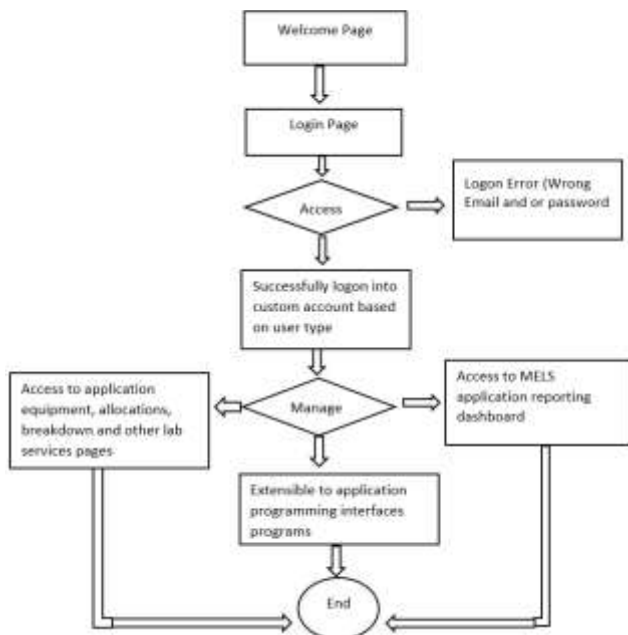 Welcome Page
Login Page
Access
Logon Error (Wrong
Email and or password
Successfully logon into
custom account based
on user type
Access to application
equipment, allocations,
breakdown and other lab
services pages
Manage
Access to MELS
application reporting
dashboard
Extensible to application
programming interfaces
programs
End